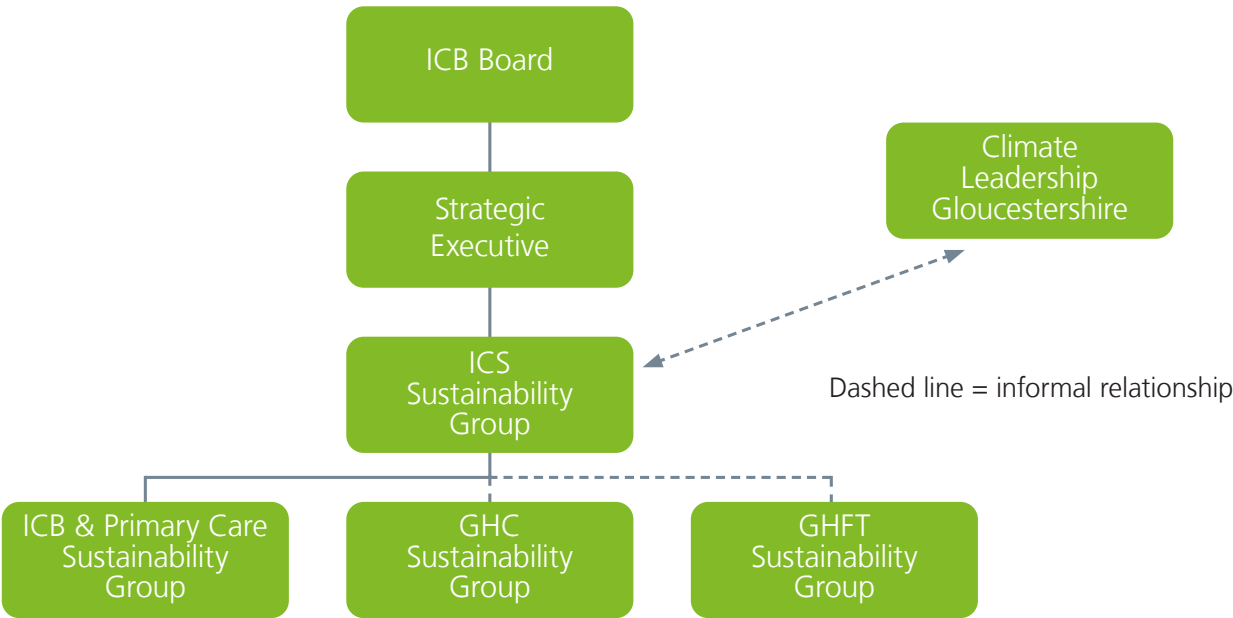 ICB Board
Climate
Leadership
Gloucestershire
Strategic
Executive
ICS
Sustainability
Group
Dashed line = informal relationship
ICB & Primary Care
Sustainability
Group
GHC
Sustainability
Group
GHFT
Sustainability
Group